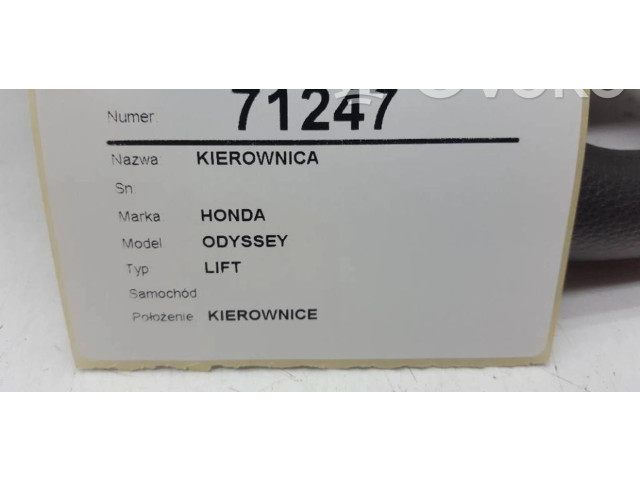 Numer 71247
Nazwa KIEROWNICA
Sn.
Marka HONDA
Model ODYSSEY
Typ LIFT
Samochód
Położenie KIEROWNICE